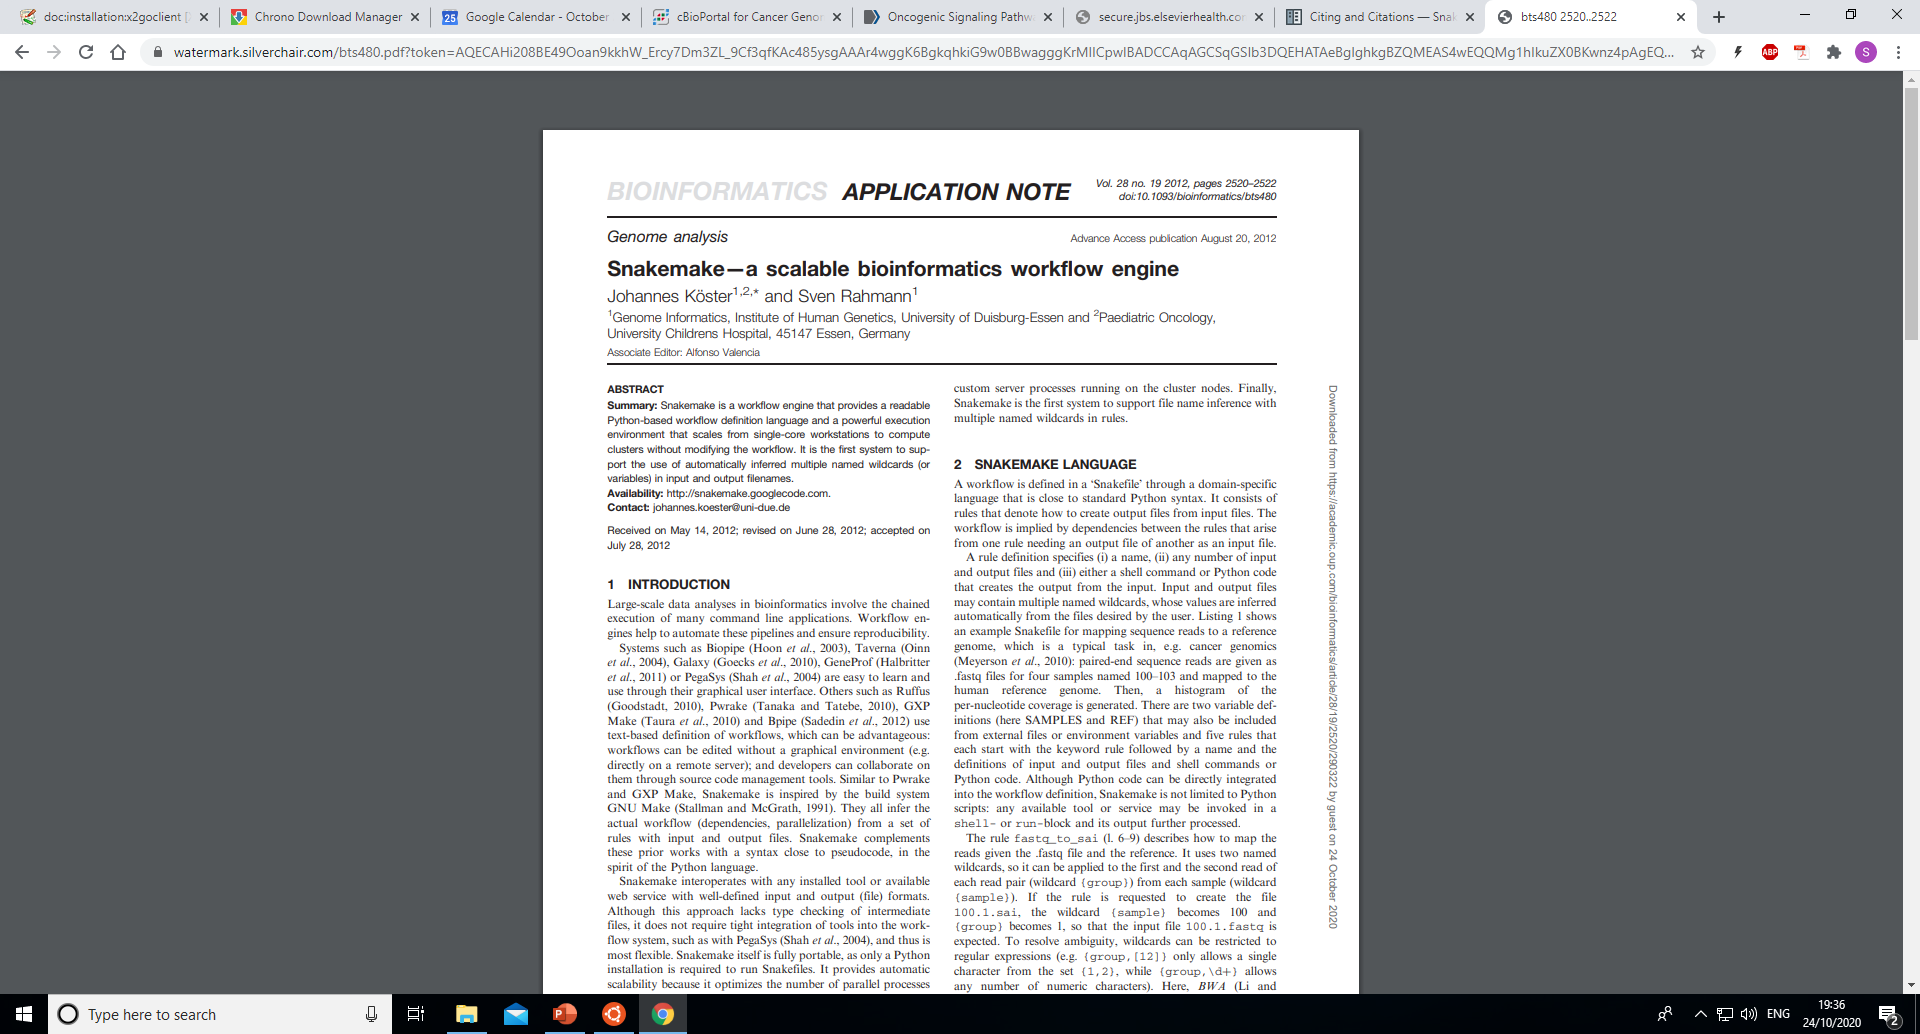 doc:installation:x2goclient [
Chrono Download Manager
Google Calendar - October
cBioPortal for Cancer Genor
Oncogenic Signaling Pathw
secure.jbs.elsevierhealth.cor
Citing and Citations — Snak
bts480 2520..2522
watermark.silverchair.com/
BIOINFORMATICS APPLICATION NOTE
Vol. 28 no. 19 2012, pages 2520–2522
doi:10.1093/bioinformatics/bts480
Genome analysis
Advance Access publication August 20, 2012
Snakemake—a scalable bioinformatics workflow engine
Johannes Köster1,2,* and Sven Rahmann1
1Genome Informatics, Institute of Human Genetics, University of Duisburg-Essen and 2Paediatric Oncology,
University Childrens Hospital, 45147 Essen, Germany
Associate Editor: Alfonso Valencia
ABSTRACT
Summary: Snakemake is a workflow engine that provides a readable
Python-based workflow definition language and a powerful execution
environment that scales from single-core workstations to compute
clusters without modifying the workflow. It is the first system to sup-
port the use of automatically inferred multiple named wildcards (or
variables) in input and output filenames.
Availability: http://snakemake.googlecode.com.
Contact: johannes.koester@uni-due.de
Received on May 14, 2012; revised on June 28, 2012; accepted on
July 28, 2012
1 INTRODUCTION
Large-scale data analyses in bioinformatics involve the chained
execution of many command line applications. Workflow en-
gines help to automate these pipelines and ensure reproducibility.
Systems such as Biopipe (Hoon et al., 2003), Taverna (Oinn
et al., 2004), Galaxy (Goecks et al., 2010), GeneProf (Halbritter
et al., 2011) or PegaSys (Shah et al., 2004) are easy to learn and
use through their graphical user interface. Others such as Ruffus
(Goodstadt, 2010), Pwrake (Tanaka and Tatebe, 2010), GXP
Make (Taura et al., 2010) and Bpipe (Sadedin et al., 2012) use
text-based definition of workflows, which can be advantageous:
workflows can be edited without a graphical environment (e.g.
directly on a remote server); and developers can collaborate on
them through source code management tools. Similar to Pwrake
and GXP Make, Snakemake is inspired by the build system
GNU Make (Stallman and McGrath, 1991). They all infer the
actual workflow (dependencies, parallelization) from a set of
rules with input and output files. Snakemake complements
these prior works with a syntax close to pseudocode, in the
spirit of the Python language.
Snakemake interoperates with any installed tool or available
web service with well-defined input and output (file) formats.
Although this approach lacks type checking of intermediate
files, it does not require tight integration of tools into the work-
flow system, such as with PegaSys (Shah et al., 2004), and thus is
most flexible. Snakemake itself is fully portable, as only a Python
installation is required to run Snakefiles. It provides automatic
scalability because it optimizes the number of parallel processes
custom server processes running on the cluster nodes. Finally,
Snakemake is the first system to support file name inference with
multiple named wildcards in rules.
2 SNAKEMAKE LANGUAGE
A workflow is defined in a ‘Snakefile’ through a domain-specific
language that is close to standard Python syntax. It consists of
rules that denote how to create output files from input files. The
workflow is implied by dependencies between the rules that arise
from one rule needing an output file of another as an input file.
A rule definition specifies (i) a name, (ii) any number of input
and output files and (iii) either a shell command or Python code
that creates the output from the input. Input and output files
may contain multiple named wildcards, whose values are inferred
automatically from the files desired by the user. Listing 1 shows
an example Snakefile for mapping sequence reads to a reference
genome, which is a typical task in, e.g. cancer genomics
(Meyerson et al., 2010): paired-end sequence reads are given as
.fastq files for four samples named 100–103 and mapped to the
human reference genome. Then, a histogram of the
per-nucleotide coverage is generated. There are two variable def-
initions (here SAMPLES and REF) that may also be included
from external files or environment variables and five rules that
each start with the keyword rule followed by a name and the
definitions of input and output files and shell commands or
Python code. Although Python code can be directly integrated
into the workflow definition, Snakemake is not limited to Python
scripts: any available tool or service may be invoked in a
shell- or run-block and its output further processed.
The rule fastq_to_sai (l. 6–9) describes how to map the
reads given the .fastq file and the reference. It uses two named
wildcards, so it can be applied to the first and the second read of
each read pair (wildcard {group}) from each sample (wildcard
{sample}). If the rule is requested to create the file
100.1.sai, the wildcard {sample} becomes 100 and
{group} becomes 1, so that the input file 100.1.fastq is
expected. To resolve ambiguity, wildcards can be restricted to
regular expressions (e.g. {group,[12]} only allows a single
character from the set {1,2}, while {group,\d+} allows
any number of numeric characters). Here, BWA (Li and
Downloaded from https://academic.oup.com/bioinformatics/article/28/19/2520/290322 by guest on 24 October 2020
Type here to search
ENG
19:36
24/10/2020
2